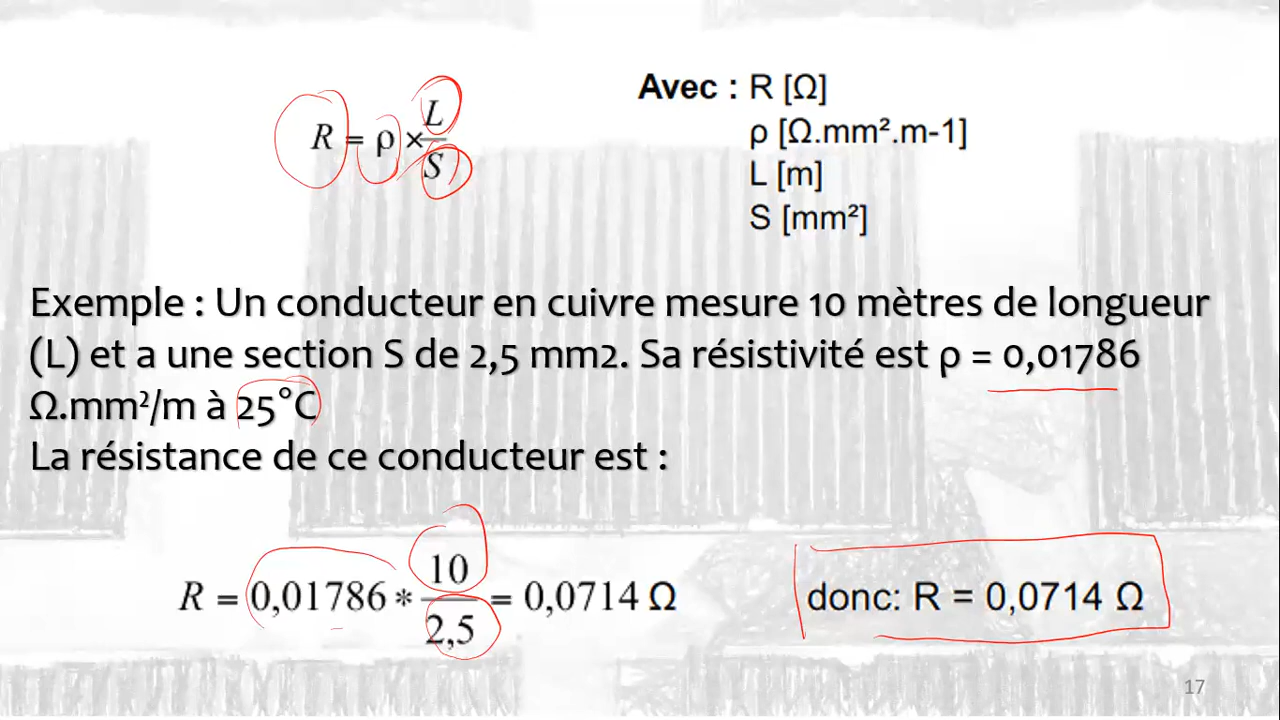 R = ρ × L/S
Avec : R [Ω]
ρ [Ω.mm².m-1]
L [m]
S [mm²]
Exemple : Un conducteur en cuivre mesure 10 mètres de longueur
(L) et a une section S de 2,5 mm2. Sa résistivité est ρ = 0,01786
Ω.mm²/m à 25°C
La résistance de ce conducteur est :
R = 0,01786 * 10/2,5 = 0,0714 Ω
donc: R = 0,0714 Ω
17